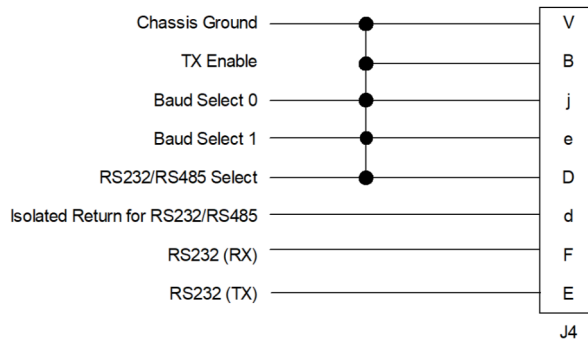 Chassis Ground V
TX Enable B
Baud Select 0 j
Baud Select 1 e
RS232/RS485 Select D
Isolated Return for RS232/RS485 d
RS232 (RX) F
RS232 (TX) E
J4